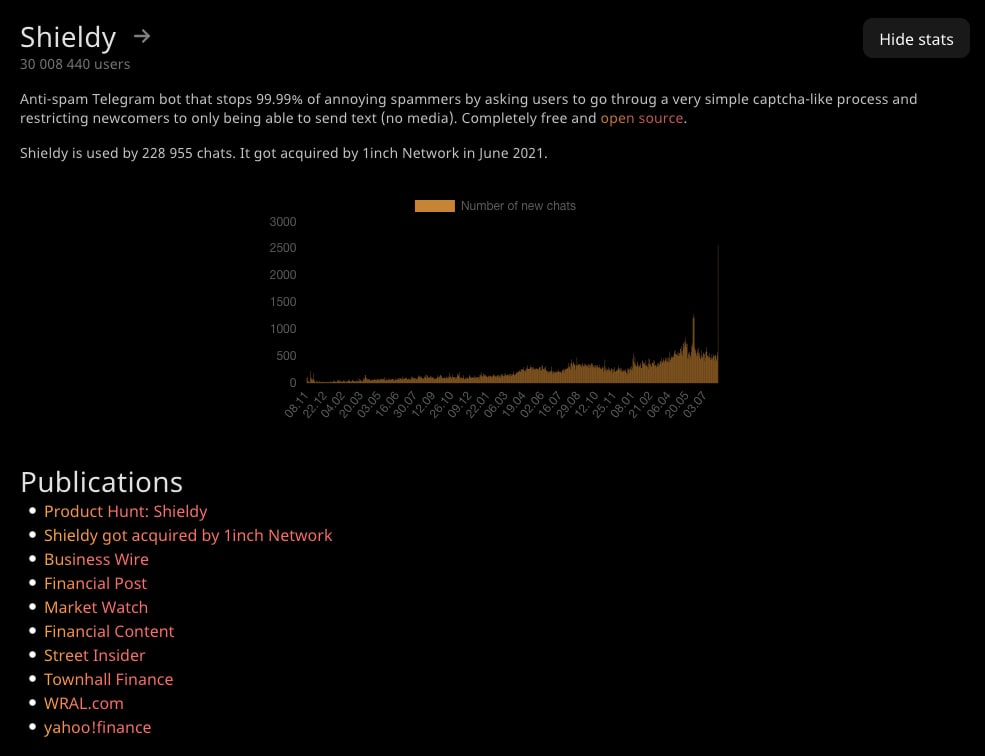 Shieldy →
Hide stats
30 008 440 users
Anti-spam Telegram bot that stops 99.99% of annoying spammers by asking users to go throug a very simple captcha-like process and
restricting newcomers to only being able to send text (no media). Completely free and open source.
Shieldy is used by 228 955 chats. It got acquired by 1inch Network in June 2021.
Number of new chats
3000
2500
2000
1500
1000
500
0
08.11 22.12 04.02 20.03 03.05 16.06 30.07 12.09 26.10 09.12 22.01 06.03 19.04 02.06 16.07 29.08 12.10 25.11 08.01 21.02 06.04 20.05 03.07
Publications
Product Hunt: Shieldy
Shieldy got acquired by 1inch Network
Business Wire
Financial Post
Market Watch
Financial Content
Street Insider
Townhall Finance
WRAL.com
yahoo!finance